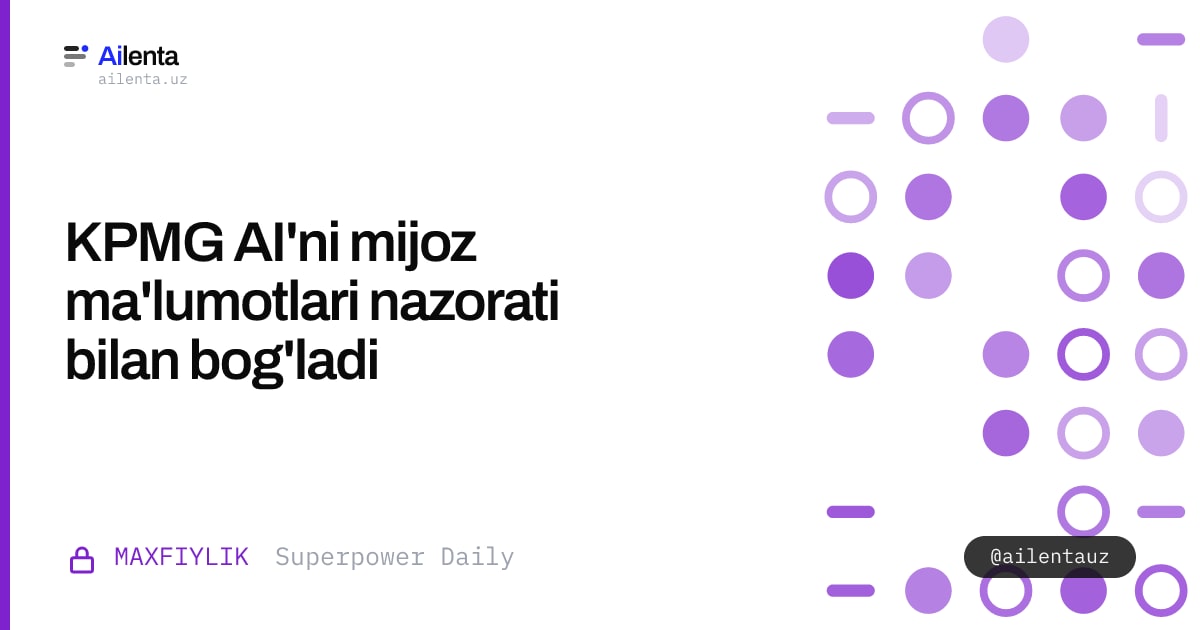 Ailenta
ailenta.uz
KPMG AI'ni mijoz
ma'lumotlari nazorati
bilan bog'ladi
MAXFIYLIK Superpower Daily
@ailentauz